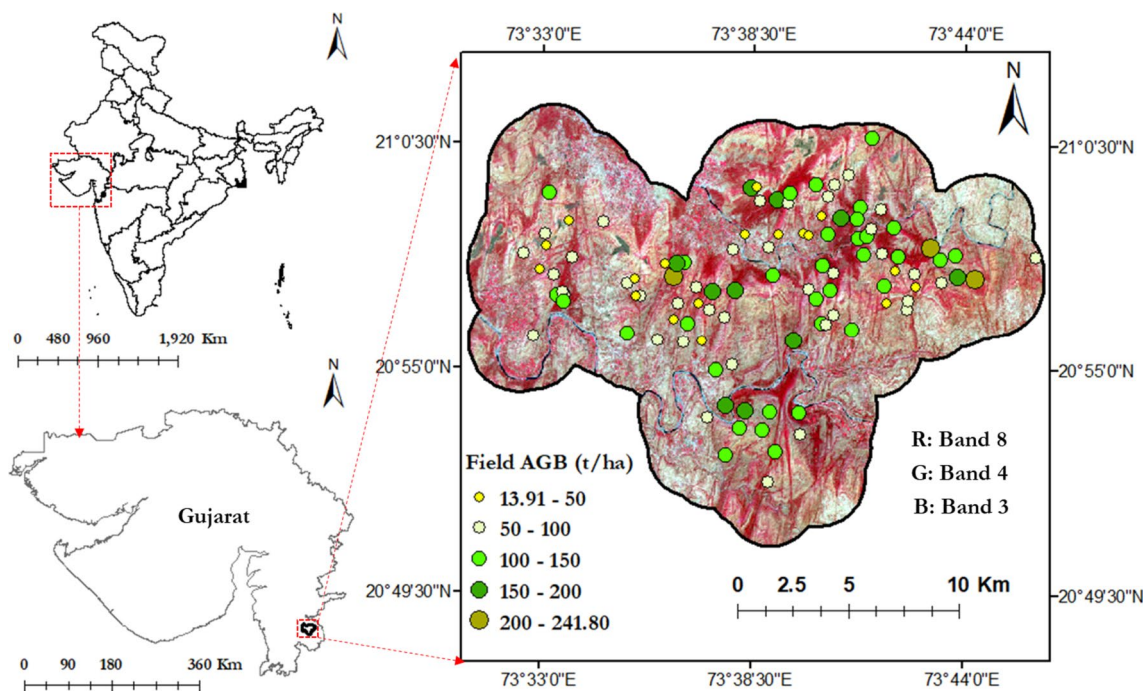 N
0 480 960 1,920 Km
N
Gujarat
0 90 180 360 Km
73°33'0"E 73°38'30"E 73°44'0"E
N
21°0'30"N 21°0'30"N
20°55'0"N 20°55'0"N
20°49'30"N 20°49'30"N
Field AGB (t/ha)
13.91 - 50
50 - 100
100 - 150
150 - 200
200 - 241.80
R: Band 8
G: Band 4
B: Band 3
0 2.5 5 10 Km
73°33'0"E 73°38'30"E 73°44'0"E